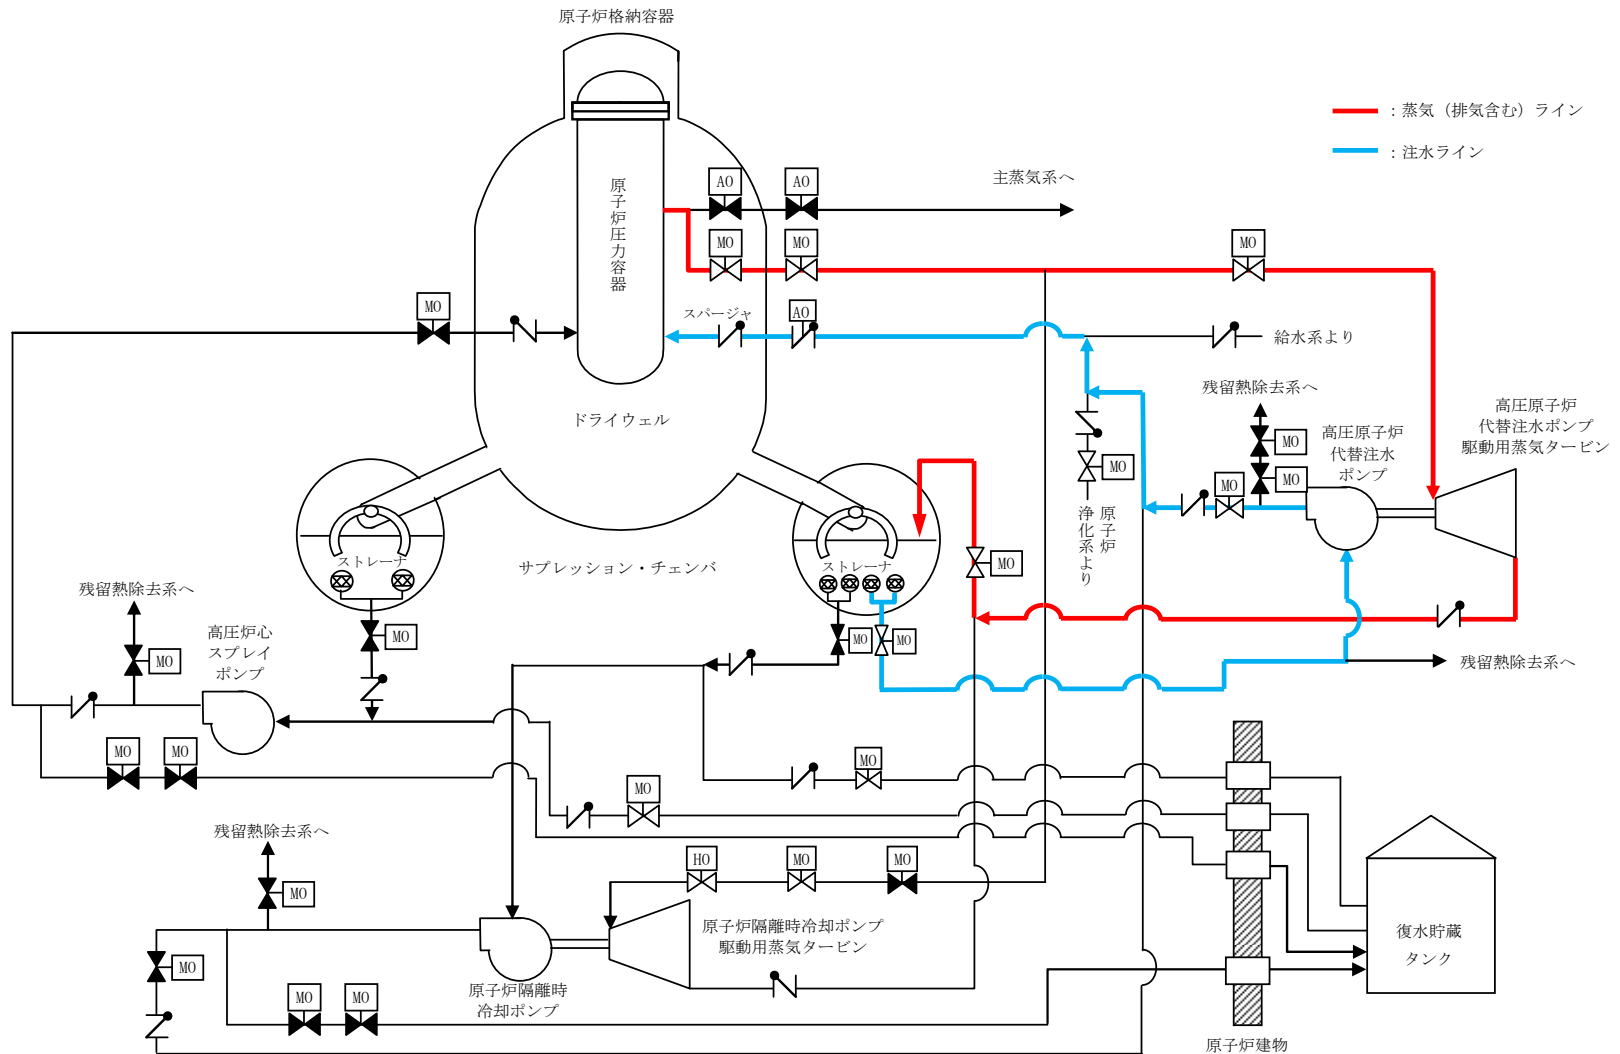 原子炉格納容器
：蒸気（排気含む）ライン
：注水ライン
AO
AO
主蒸気系へ
原子炉圧力容器
MO
MO
MO
MO
スパージャ
AO
給水系より
残留熱除去系へ
ドライウェル
高圧原子炉
代替注水ポンプ
駆動用蒸気タービン
高圧原子炉
代替注水
ポンプ
MO
MO
MO
MO
原子炉
浄化系より
ストレーナ
サプレッション・チェンバ
ストレーナ
MO
残留熱除去系へ
高圧炉心
スプレイ
ポンプ
MO
MO
MO
MO
残留熱除去系へ
MO
MO
MO
MO
残留熱除去系へ
HO
MO
MO
MO
原子炉隔離時冷却ポンプ
駆動用蒸気タービン
復水貯蔵
タンク
MO
原子炉隔離時
冷却ポンプ
MO
MO
原子炉建物